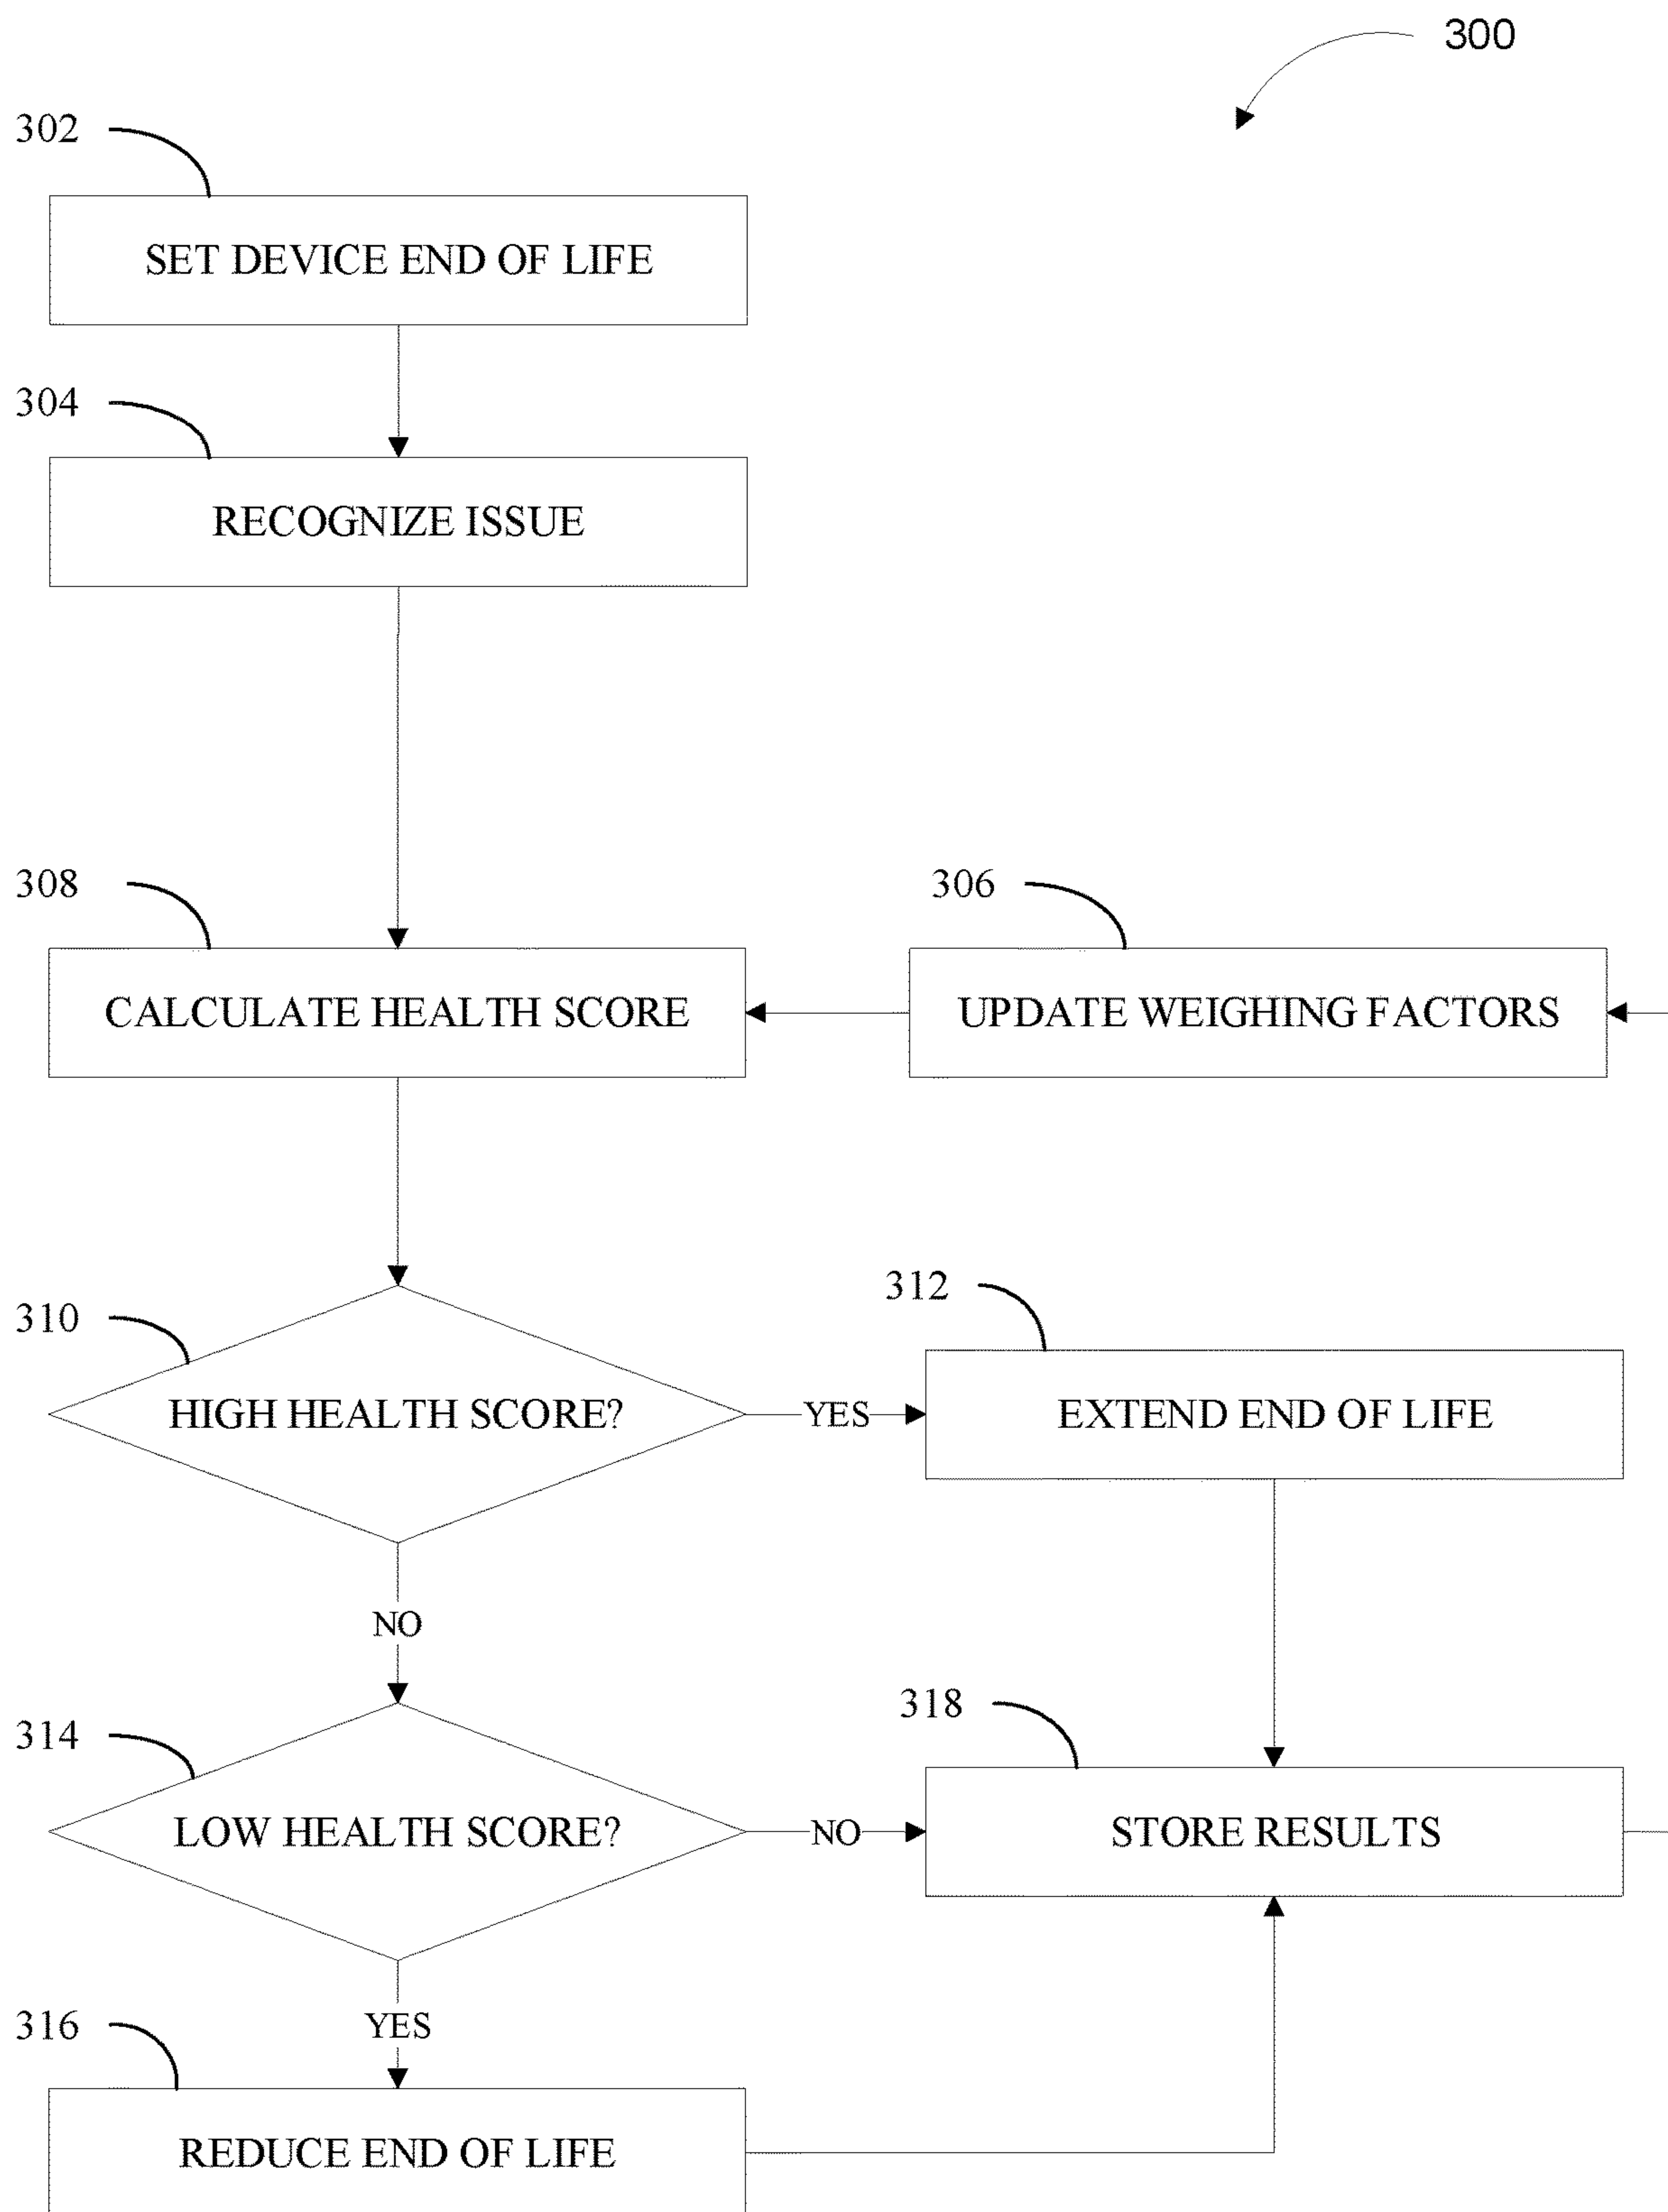 300
302
SET DEVICE END OF LIFE
304
RECOGNIZE ISSUE
308
306
CALCULATE HEALTH SCORE
UPDATE WEIGHING FACTORS
310
312
HIGH HEALTH SCORE?
YES
EXTEND END OF LIFE
NO
314
318
LOW HEALTH SCORE?
NO
STORE RESULTS
YES
316
REDUCE END OF LIFE